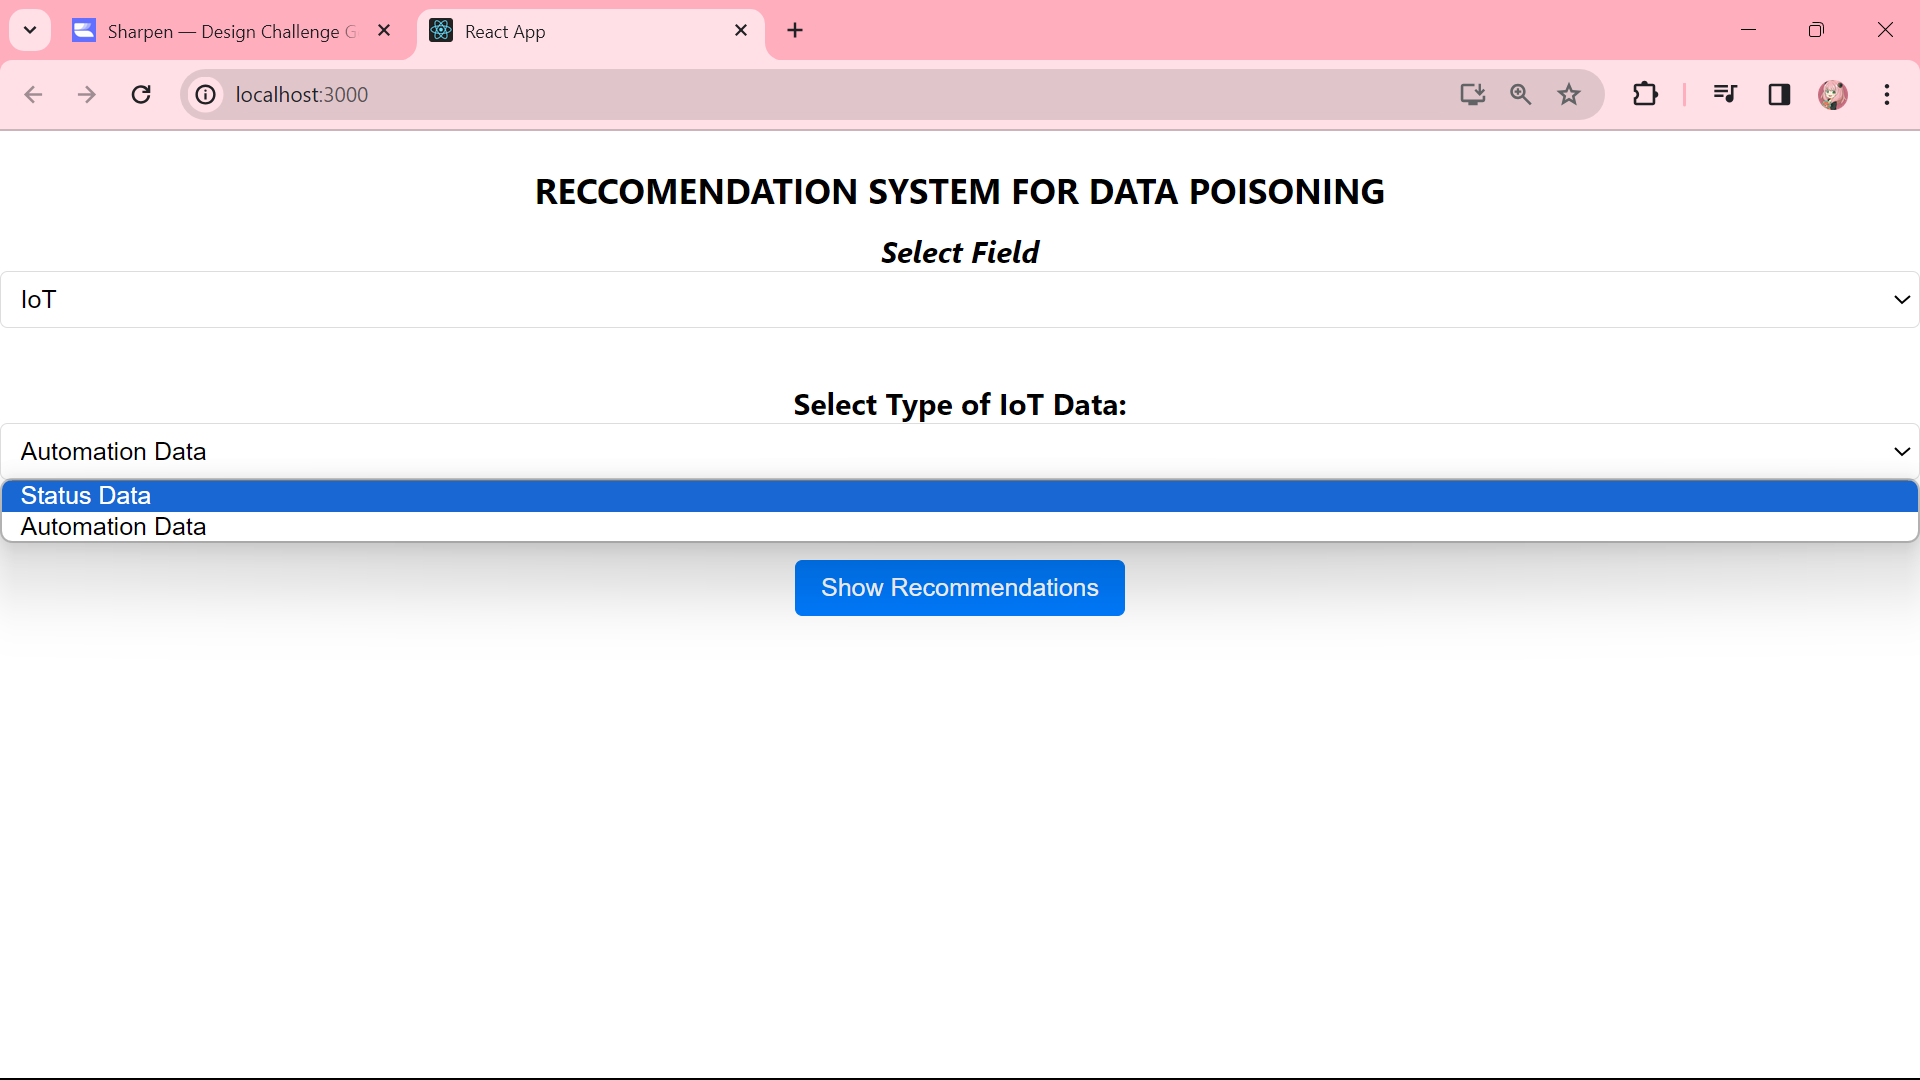 Sharpen — Design Challenge G
React App
localhost:3000
RECCOMENDATION SYSTEM FOR DATA POISONING
Select Field
IoT
Select Type of IoT Data:
Automation Data
Status Data
Automation Data
Show Recommendations